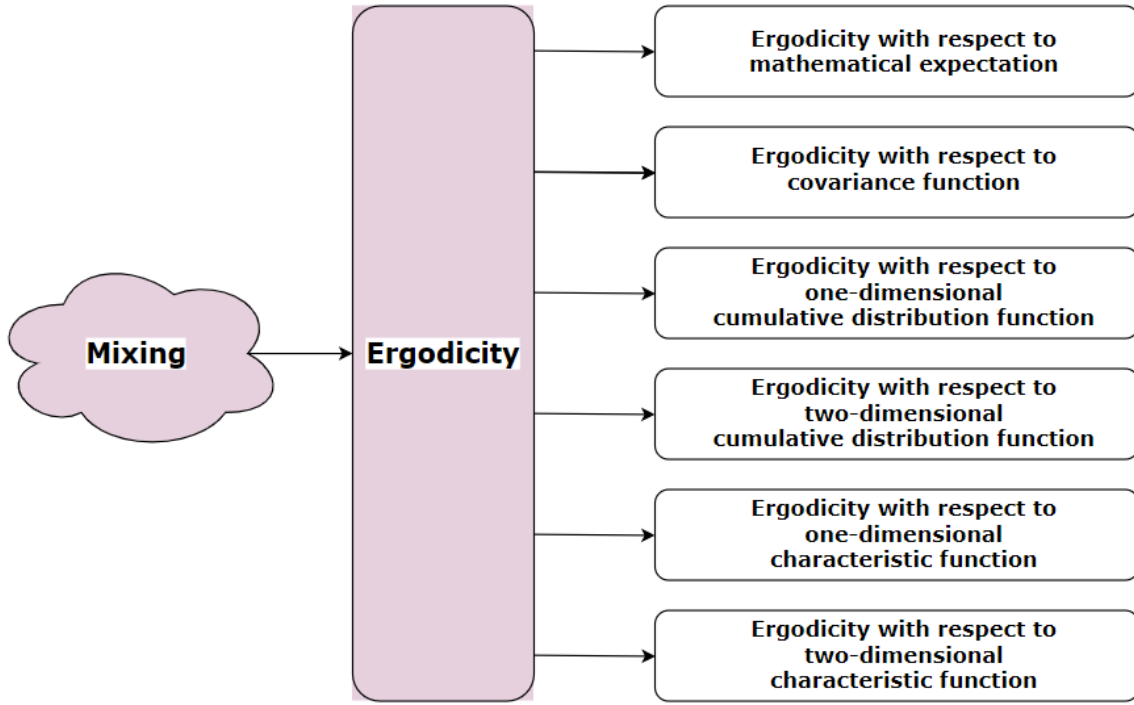 Mixing
Ergodicity
Ergodicity with respect to
mathematical expectation
Ergodicity with respect to
covariance function
Ergodicity with respect to
one-dimensional
cumulative distribution function
Ergodicity with respect to
two-dimensional
cumulative distribution function
Ergodicity with respect to
one-dimensional
characteristic function
Ergodicity with respect to
two-dimensional
characteristic function